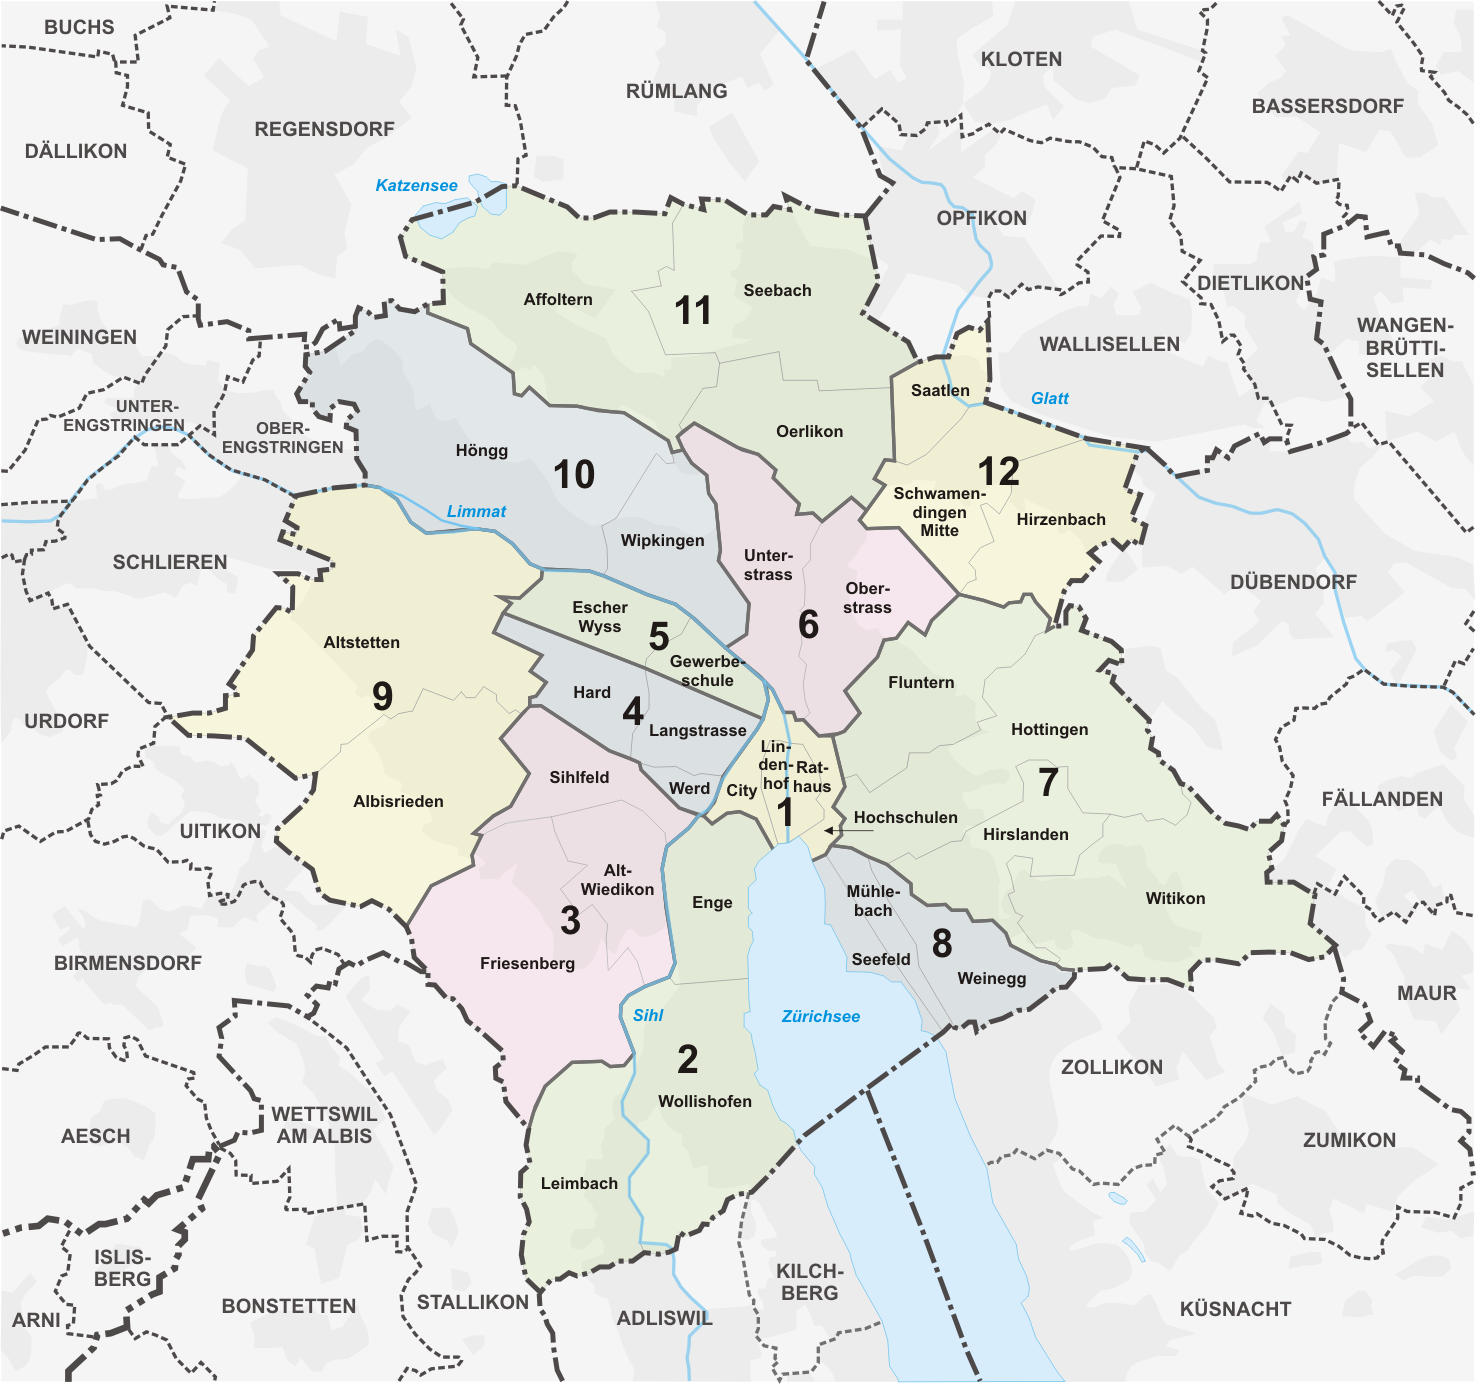 BUCHS
KLOTEN
RÜMLANG
BASSERSDORF
REGENSDORF
DÄLLIKON
Katzensee
OPFIKON
DIETLIKON
Affoltern
11
Seebach
WEININGEN
WALLISELLEN
WANGEN-
BRÜTTI-
SELLEN
Saatlen
Glatt
UNTER-
ENGSTRINGEN
OBER-
ENGSTRINGEN
Höngg
10
Oerlikon
12
Schwamen-
dingen
Mitte
Hirzenbach
Limmat
Wipkingen
SCHLIEREN
Unter-
strass
Ober-
strass
6
DÜBENDORF
Escher
Wyss
5
Gewerbe-
schule
Altstetten
9
Hard
4
Langstrasse
Fluntern
URDORF
Hottingen
Lin-
den-
hof
Rat-
haus
Sihlfeld
Werd
City
1
7
Albisrieden
Hochschulen
Hirslanden
FÄLLANDEN
UITIKON
Alt-
Wiedikon
3
Enge
Mühle-
bach
8
Witikon
Friesenberg
Seefeld
Weinegg
BIRMENSDORF
MAUR
Sihl
Zürichsee
2
ZOLLIKON
Wollishofen
WETTSWIL
AM ALBIS
AESCH
ZUMIKON
Leimbach
ISLIS-
BERG
KILCH-
BERG
BONSTETTEN
STALLIKON
ARNI
ADLISWIL
KÜSNACHT